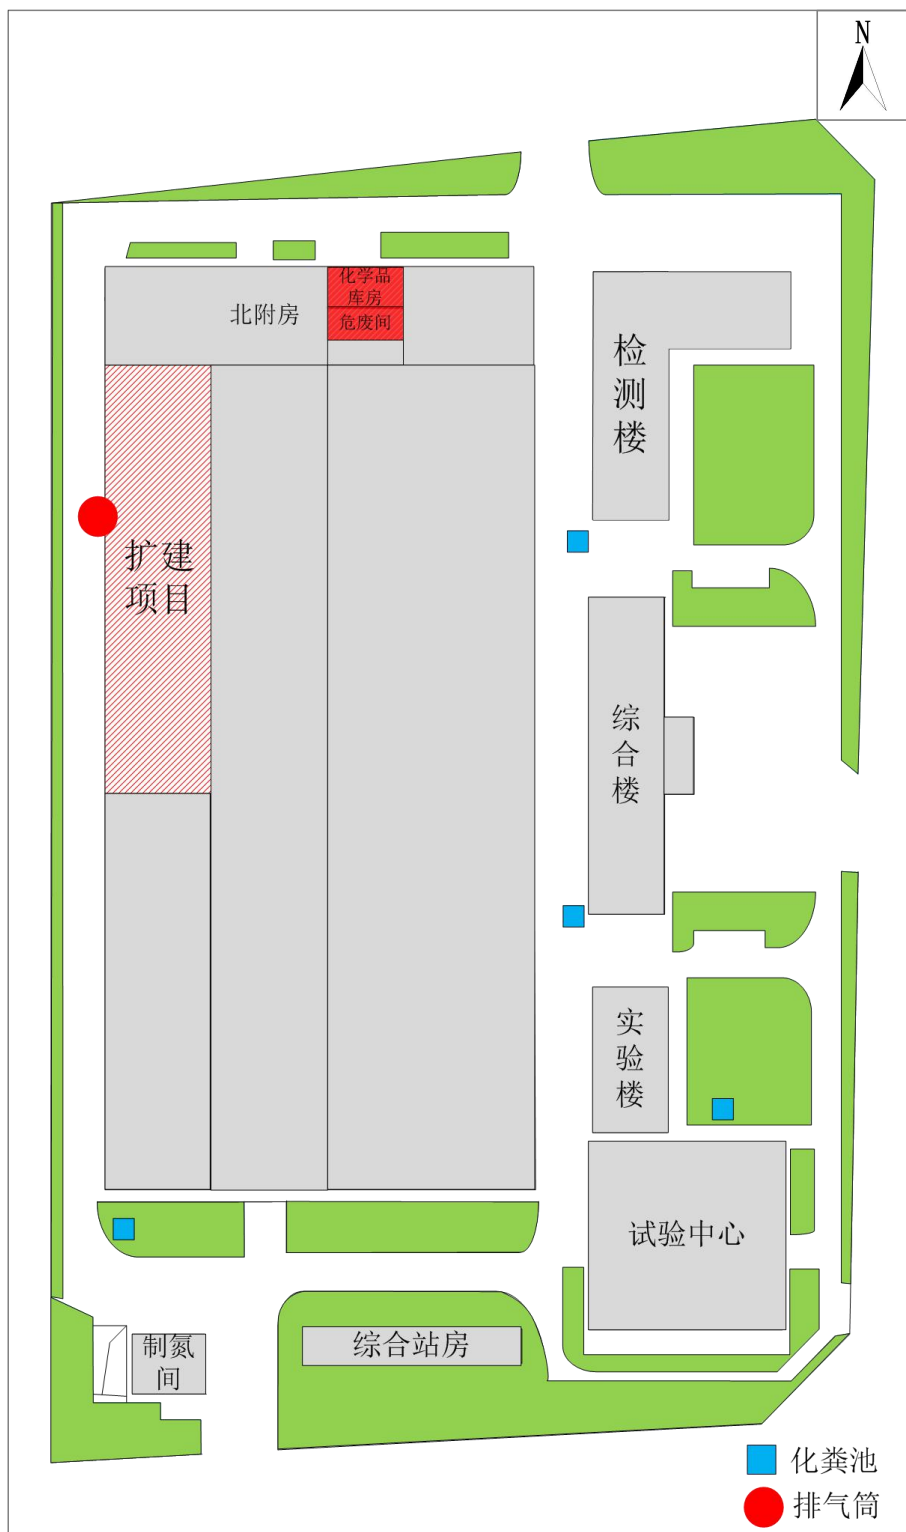 N
化学品
库房
危废间
北附房
检
测
楼
扩建
项目
综
合
楼
实
验
楼
试验中心
制氮
间
综合站房
化粪池
排气筒